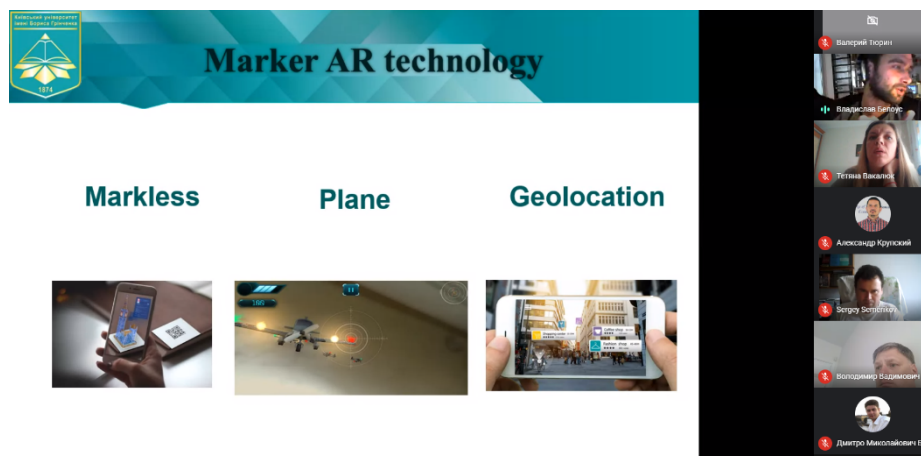 Київський університет
імені Бориса Грінченка
1874
Marker AR technology
Markless
Plane
Geolocation
Валерий Тюрин
Владислав Белоус
Тетяна Вакалюк
Александр Крупский
Sergey Semerikov
Володимир Вадимович
Дмитро Миколайович